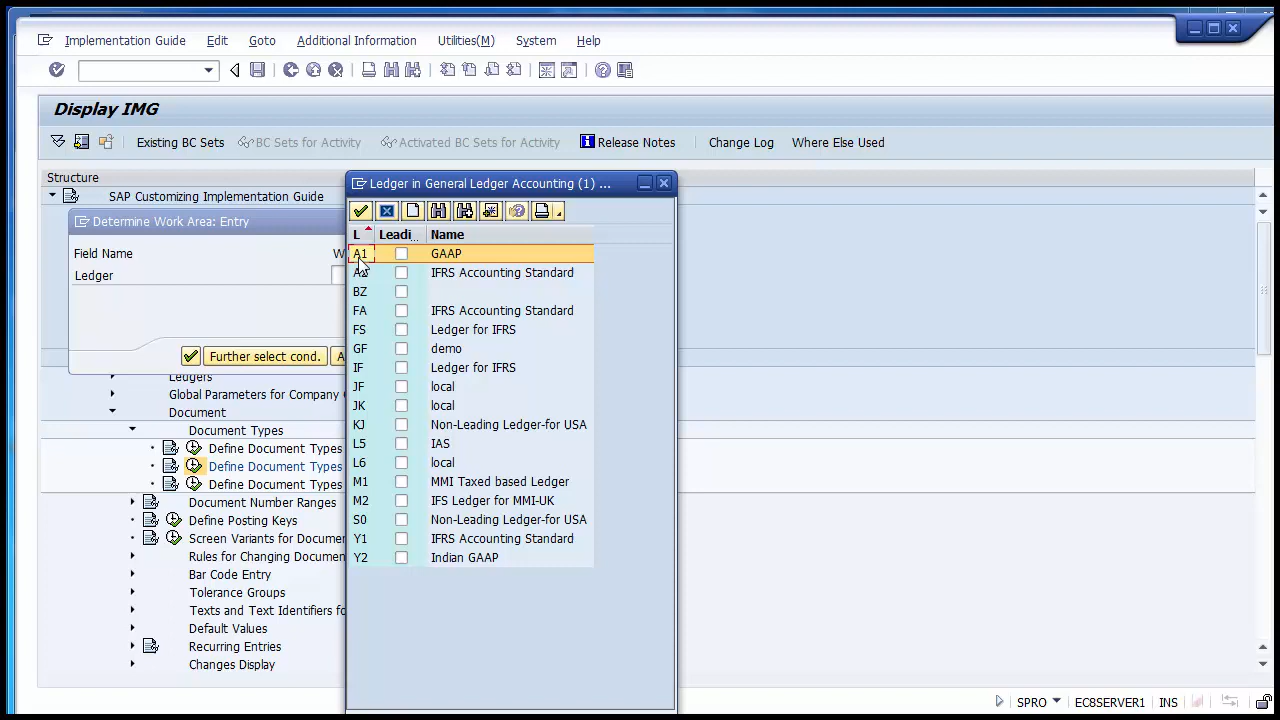 Implementation Guide Edit Goto Additional Information Utilities(M) System Help
Display IMG
Existing BC Sets BC Sets for Activity Activated BC Sets for Activity Release Notes Change Log Where Else Used
Structure
SAP Customizing Implementation Guide
Determine Work Area: Entry
Field Name W
Ledger
Further select cond. A
Ledgers
Global Parameters for Company
Document
Document Types
Define Document Types
Define Document Types
Define Document Types
Document Number Ranges
Define Posting Keys
Screen Variants for Documen
Rules for Changing Documen
Bar Code Entry
Tolerance Groups
Texts and Text Identifiers fo
Default Values
Recurring Entries
Changes Display
Ledger in General Ledger Accounting (1) ...
L Leadi.. Name
A1 GAAP
IFRS Accounting Standard
BZ
FA IFRS Accounting Standard
FS Ledger for IFRS
GF demo
IF Ledger for IFRS
JF local
JK local
KJ Non-Leading Ledger-for USA
L5 IAS
L6 local
M1 MMI Taxed based Ledger
M2 IFS Ledger for MMI-UK
S0 Non-Leading Ledger-for USA
Y1 IFRS Accounting Standard
Y2 Indian GAAP
SPRO EC8SERVER1 INS